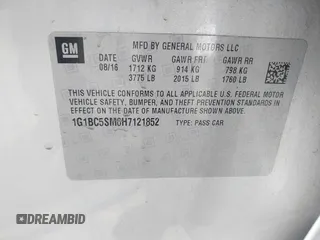 GM
MFD BY GENERAL MOTORS LLC
DATE GVWR GAWR FRT GAWR RR
08/16 1712 KG 914 KG 798 KG
3775 LB 2015 LB 1760 LB
THIS VEHICLE CONFORMS TO ALL APPLICABLE U.S. FEDERAL MOTOR
VEHICLE SAFETY, BUMPER, AND THEFT PREVENTION STANDARDS
IN EFFECT ON THE DATE OF MANUFACTURE SHOWN ABOVE.
1G1BC5SM6H7121852 TYPE: PASS CAR
DREAMBID